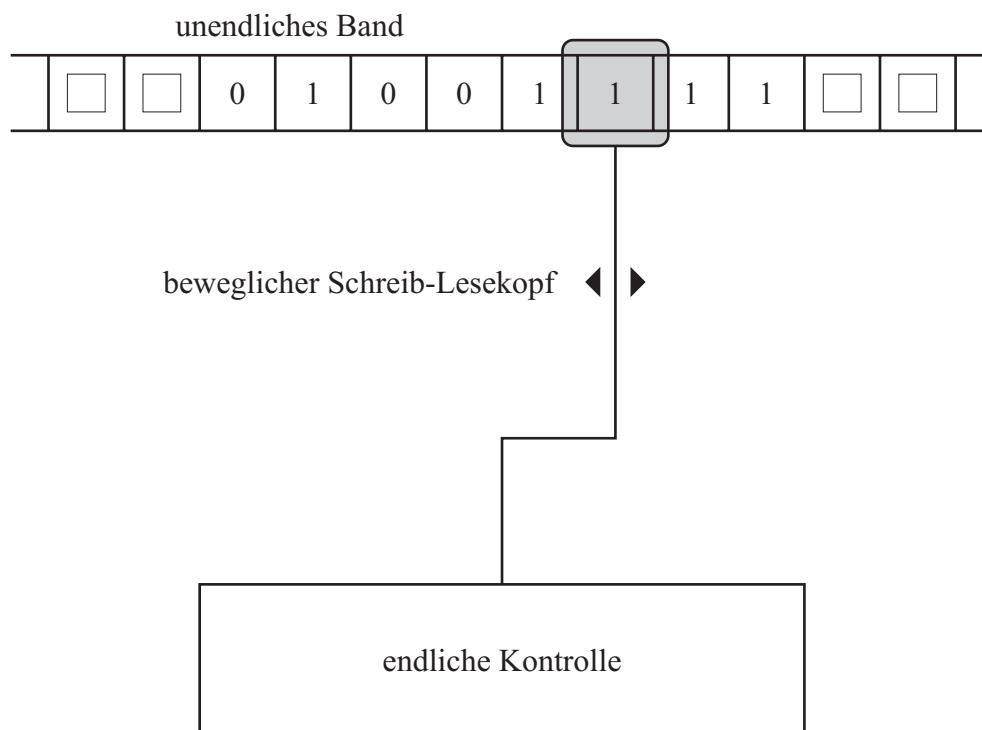 unendliches Band
□ □ 0 1 0 0 1 1 1 1 □ □
beweglicher Schreib-Lesekopf
endliche Kontrolle